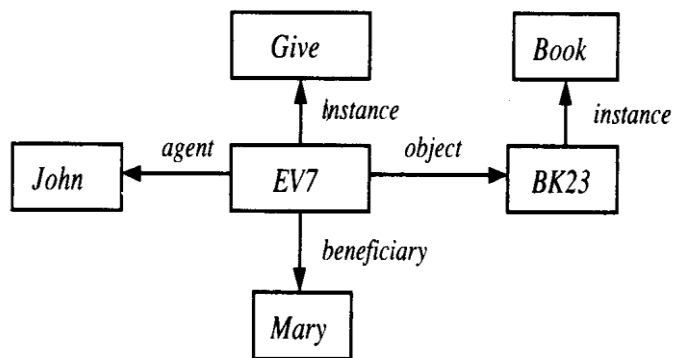 Give
Book
instance
instance
agent
object
John
EV7
BK23
beneficiary
Mary